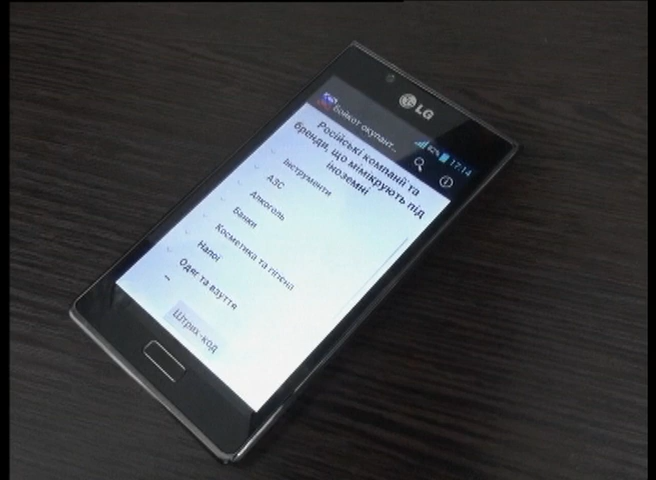 LG
17:14
Бойкот окупант...
Російські компанії та
бренди, що мімікрують під
іноземні
Інструменти
АЗС
Алкоголь
Банки
Косметика та гігієна
Напої
Одяг та взуття
Штрих-код